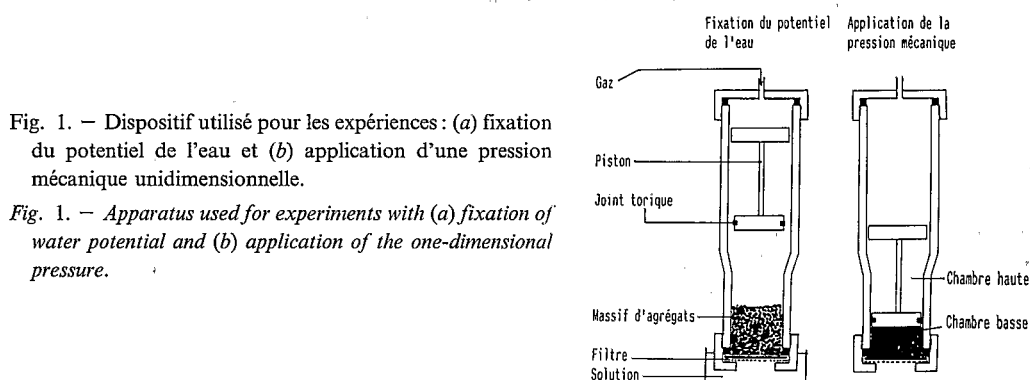 Fig. 1. — Dispositif utilisé pour les expériences : (a) fixation
du potentiel de l'eau et (b) application d'une pression
mécanique unidimensionnelle.
Fig. 1. — Apparatus used for experiments with (a) fixation of
water potential and (b) application of the one-dimensional
pressure.
Fixation du potentiel
de l'eau
Application de la
pression mécanique
Gaz
Piston
Joint torique
Massif d'agrégats
Filtre
Solution
Chambre haute
Chambre basse